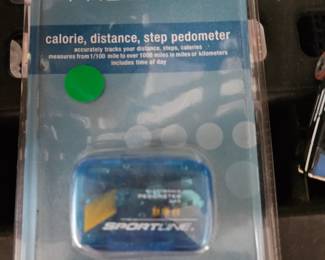 calorie, distance, step pedometer
accurately tracks your distance, steps, calories
measures from 1/100 mile to over 1000 miles in miles or kilometers
includes time of day
PEDOMETER
SPORTLINE